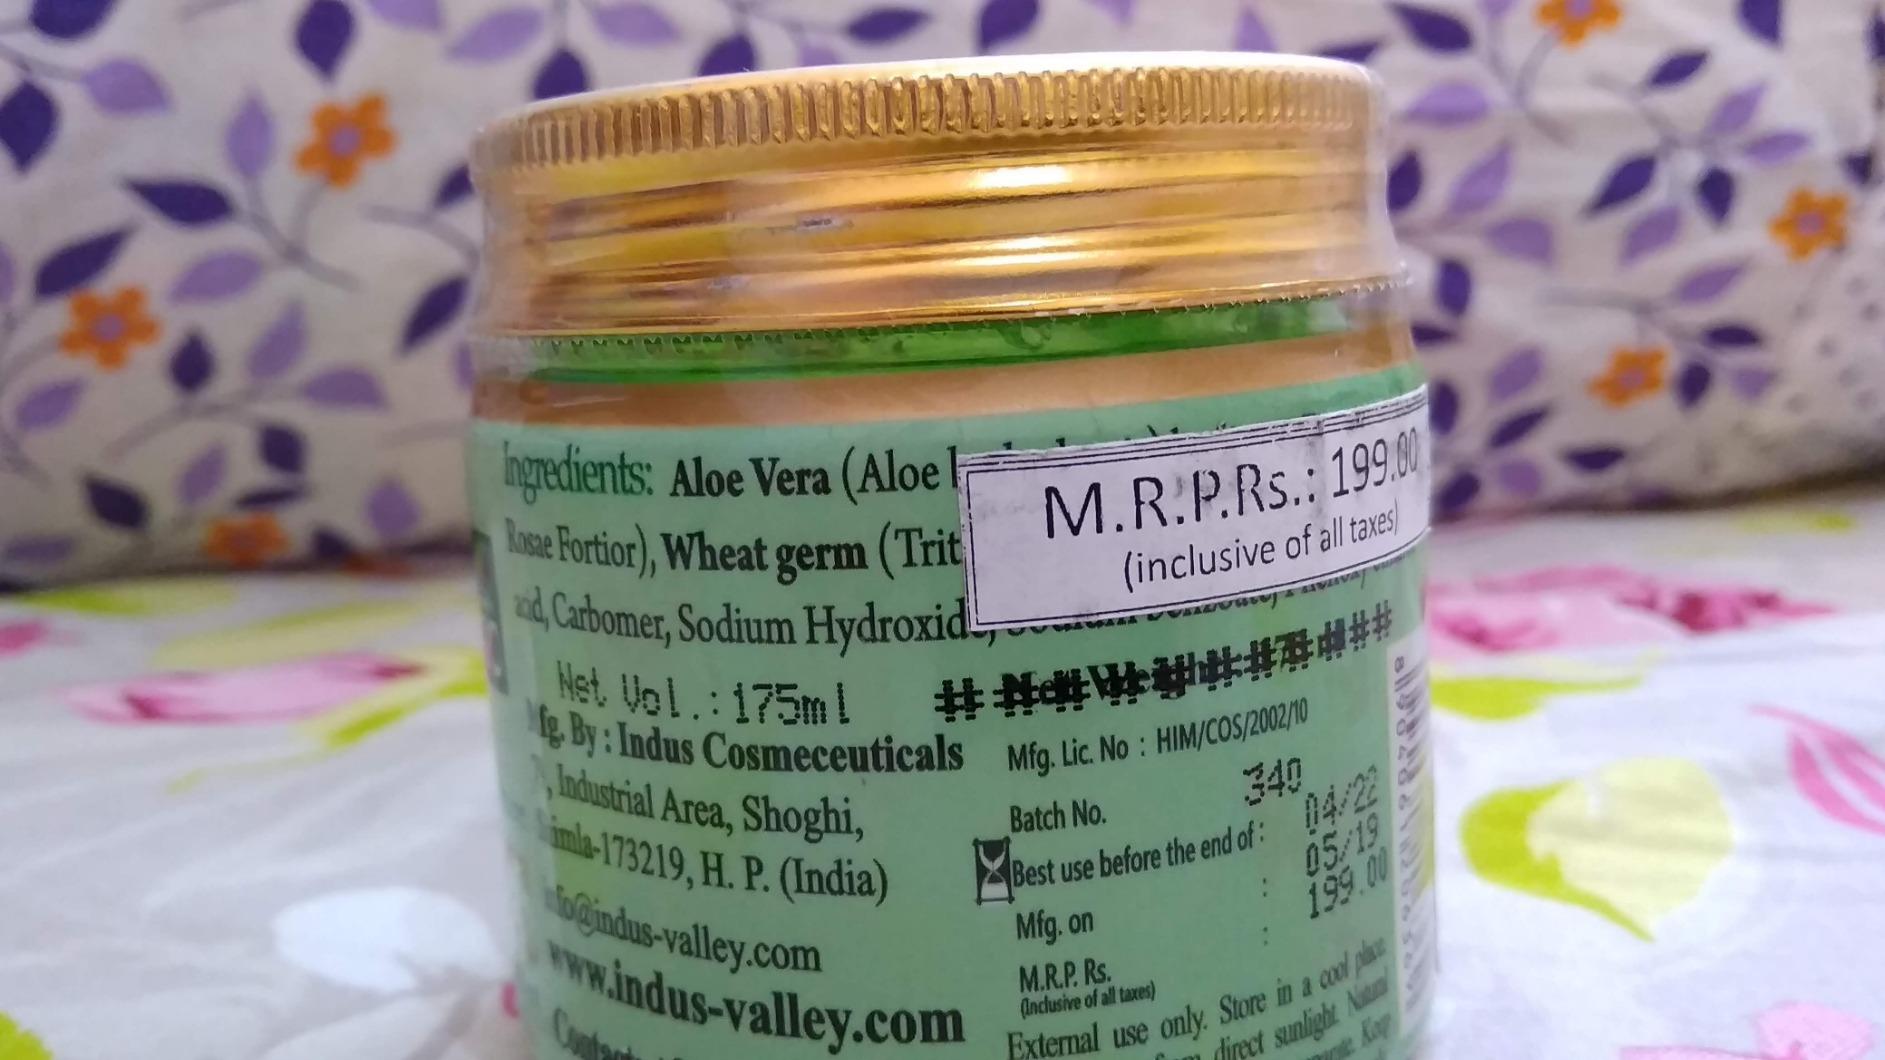 Ingredients: Aloe Vera (Aloe
M.R.P.Rs.: 199.00
(inclusive of all taxes)
Rosae Fortior), Wheat germ (Trit
acid, Carbomer, Sodium Hydroxide,
Net Vol.:175ml
Mfg. By : Indus Cosmeceuticals
Industrial Area, Shoghi,
Shimla-173219, H. P. (India)
info@indus-valley.com
www.indus-valley.com
Mfg. Lic. No : HIM/COS/2002/10
Batch No. 340
Best use before the end of : 04/22
Mfg. on : 05/19
M.R.P. Rs. : 199.00
(Inclusive of all taxes)
External use only. Store in a cool place.
direct sunlight. Natural